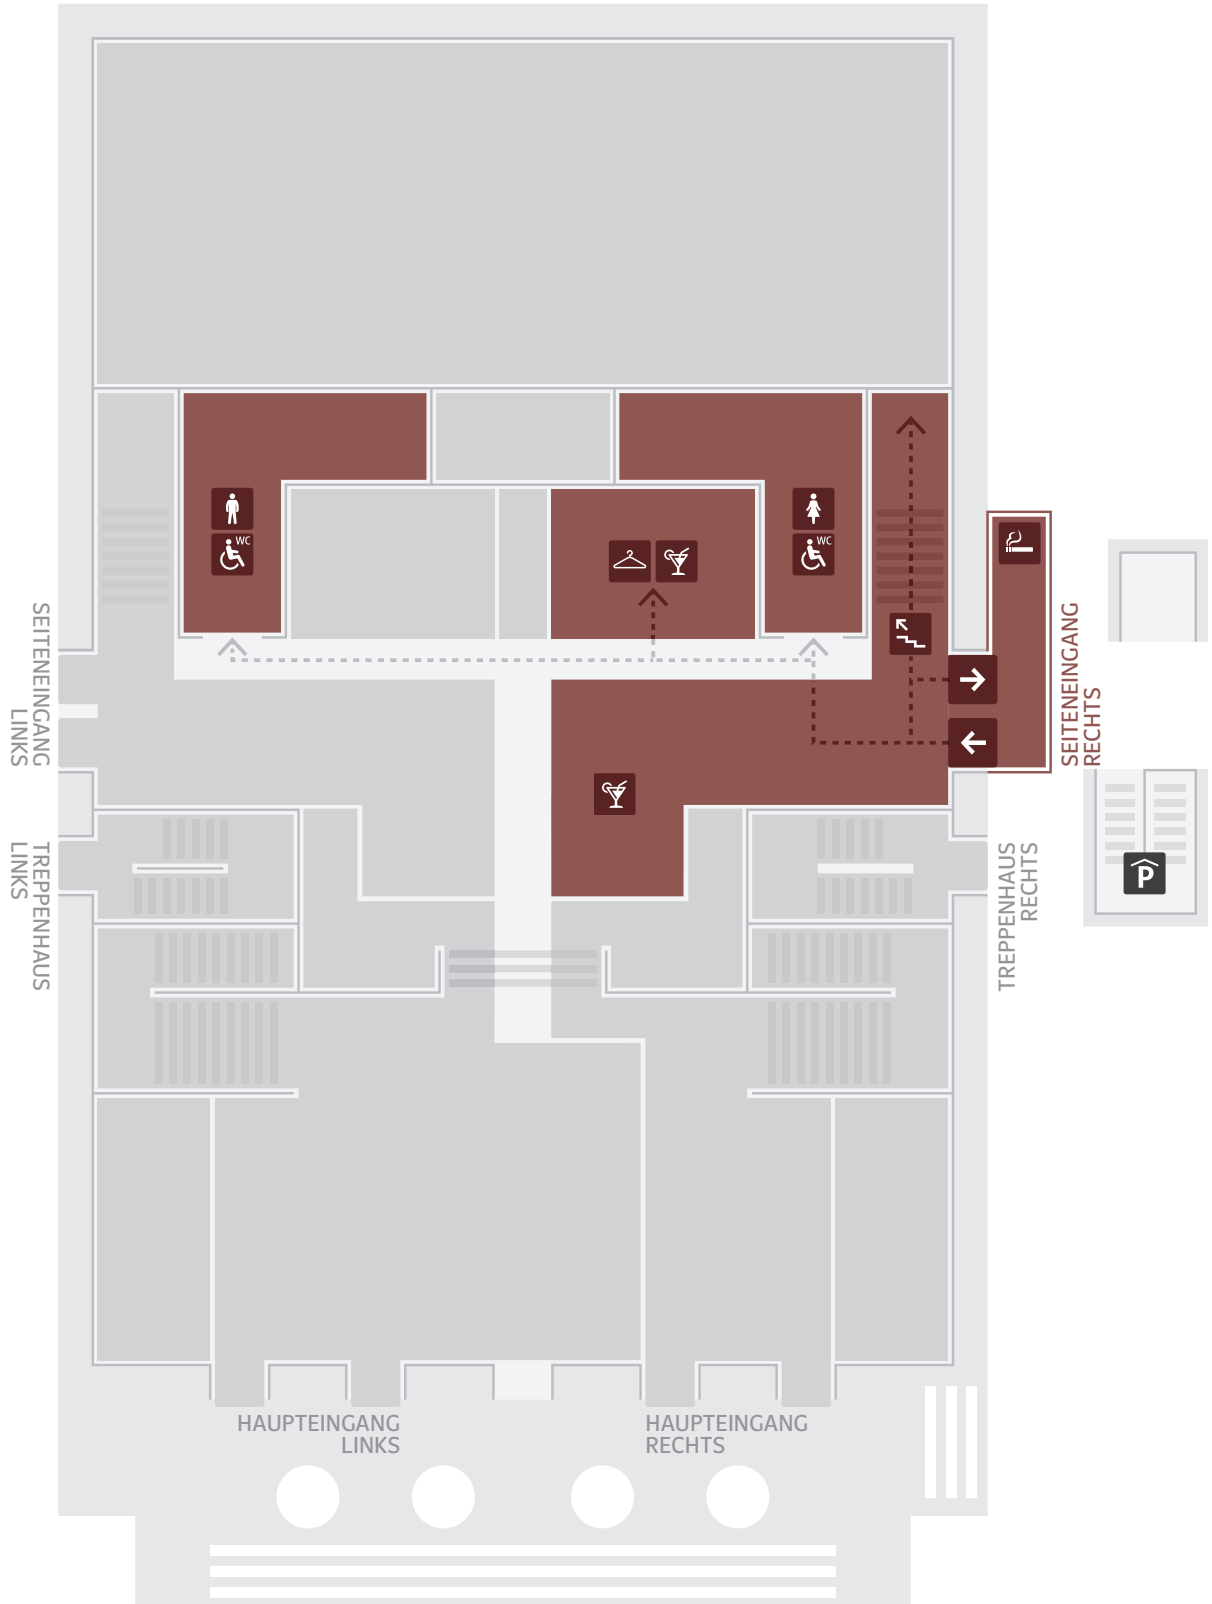 WC
WC
SEITENEINGANG
LINKS
SEITENEINGANG
RECHTS
TREPPENHAUS
LINKS
TREPPENHAUS
RECHTS
P
HAUPTEINGANG
LINKS
HAUPTEINGANG
RECHTS